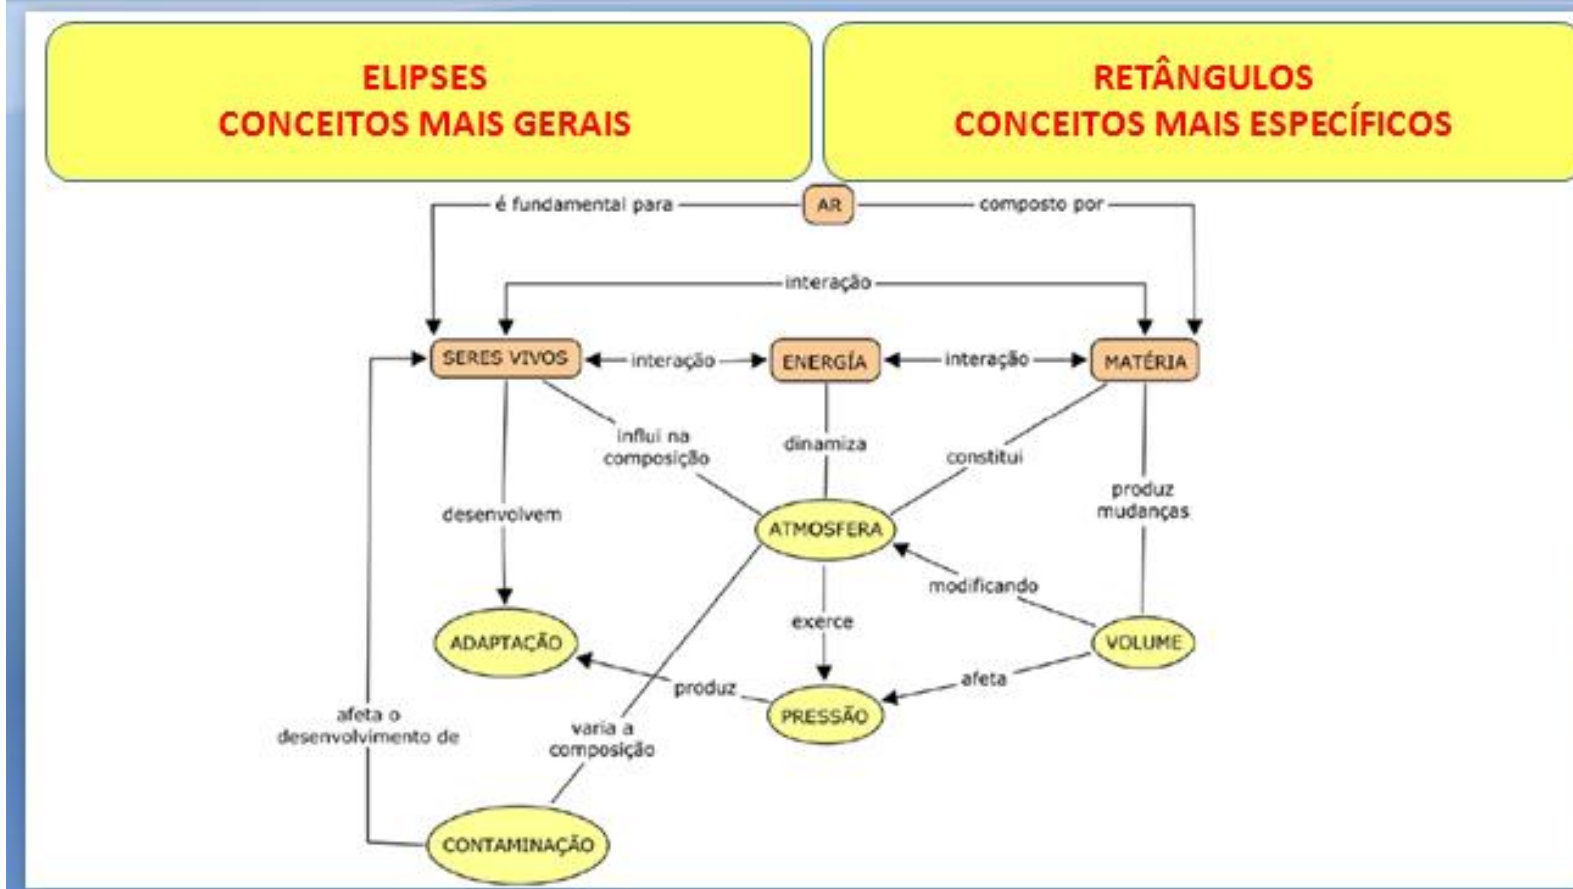 ELIPSES
CONCEITOS MAIS GERAIS
RETÂNGULOS
CONCEITOS MAIS ESPECÍFICOS
é fundamental para
AR
composto por
interação
SERES VIVOS
interação
ENERGÍA
interação
MATÉRIA
influi na
composição
dinamiza
constitui
produz
mudanças
desenvolvem
ATMOSFERA
modificando
exerce
ADAPTAÇÃO
VOLUME
produz
afeta
PRESSÃO
afeta o
desenvolvimento de
varia a
composição
CONTAMINAÇÃO